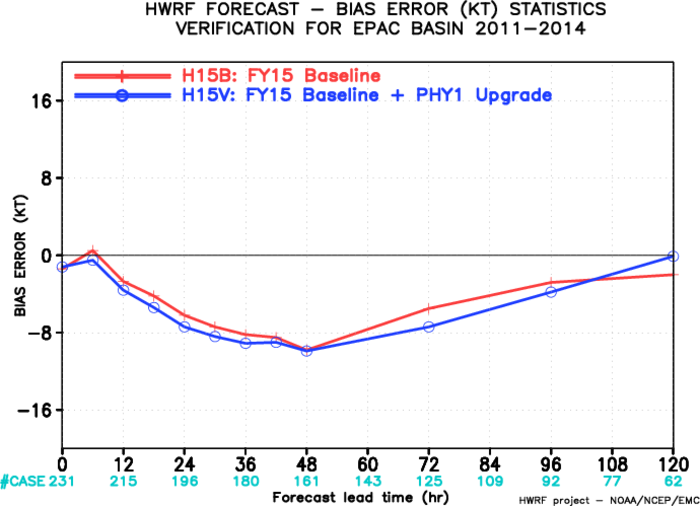 HWRF FORECAST – BIAS ERROR (KT) STATISTICS
VERIFICATION FOR EPAC BASIN 2011–2014
H15B: FY15 Baseline
H15V: FY15 Baseline + PHY1 Upgrade
16
8
0
−8
−16
BIAS ERROR (KT)
0 12 24 36 48 60 72 84 96 108 120
#CASE 231 215 196 180 161 143 125 109 92 77 62
Forecast lead time (hr)
HWRF project – NOAA/NCEP/EMC